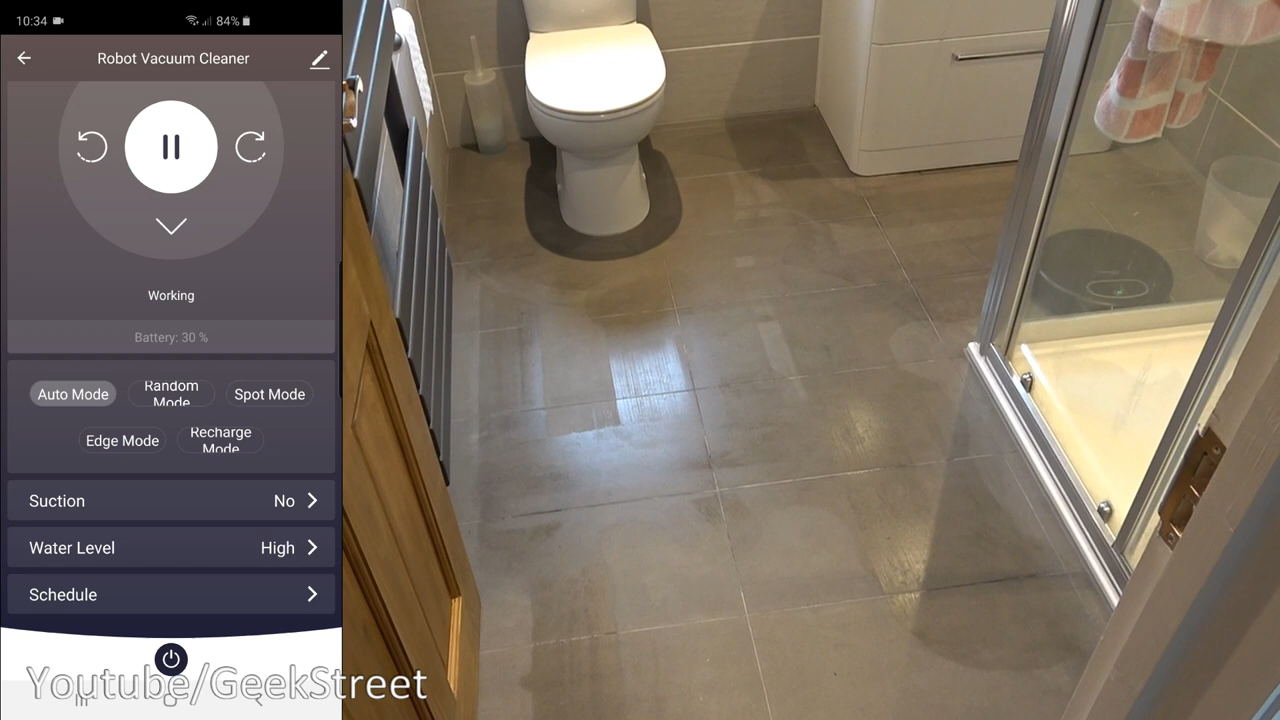 10:34 84%
Robot Vacuum Cleaner
Working
Battery: 30 %
Auto Mode
Random
Mode
Spot Mode
Edge Mode
Recharge
Mode
Suction No
Water Level High
Schedule
Youtube/GeekStreet